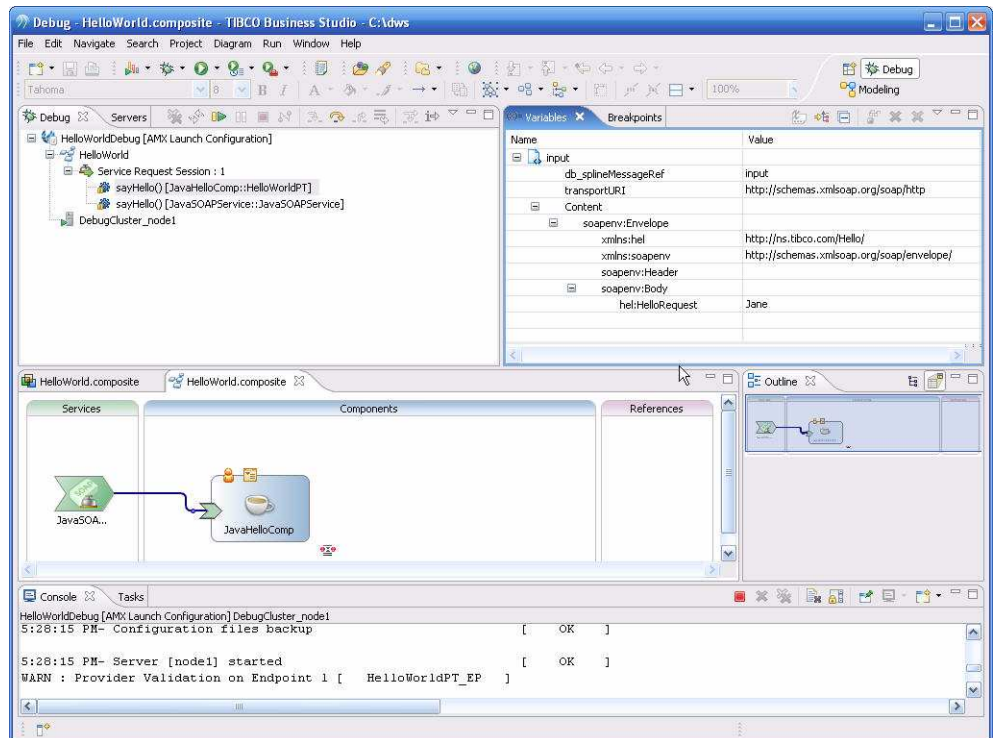 Debug - HelloWorld.composite - TIBCO Business Studio - C:\dws
File Edit Navigate Search Project Diagram Run Window Help
Debug
Tahoma 8 B I A 100% Modeling
Debug Servers
HelloWorldDebug [AMX Launch Configuration]
HelloWorld
Service Request Session : 1
sayHello() [JavaHelloComp::HelloWorldPT]
sayHello() [JavaSOAPService::JavaSOAPService]
DebugCluster_node1
Variables Breakpoints
Name Value
input
db_splineMessageRef input
transportURI http://schemas.xmlsoap.org/soap/http
Content
soapenv:Envelope
xmlns:hel http://ns.tibco.com/Hello/
xmlns:soapenv http://schemas.xmlsoap.org/soap/envelope/
soapenv:Header
soapenv:Body
hel:HelloRequest Jane
HelloWorld.composite HelloWorld.composite
Services Components References
SOAP
JavaSOA...
JavaHelloComp
Outline
Console Tasks
HelloWorldDebug [AMX Launch Configuration] DebugCluster_node1
5:28:15 PM- Configuration files backup [ OK ]
5:28:15 PM- Server [node1] started [ OK ]
WARN : Provider Validation on Endpoint 1 [ HelloWorldPT_EP ]